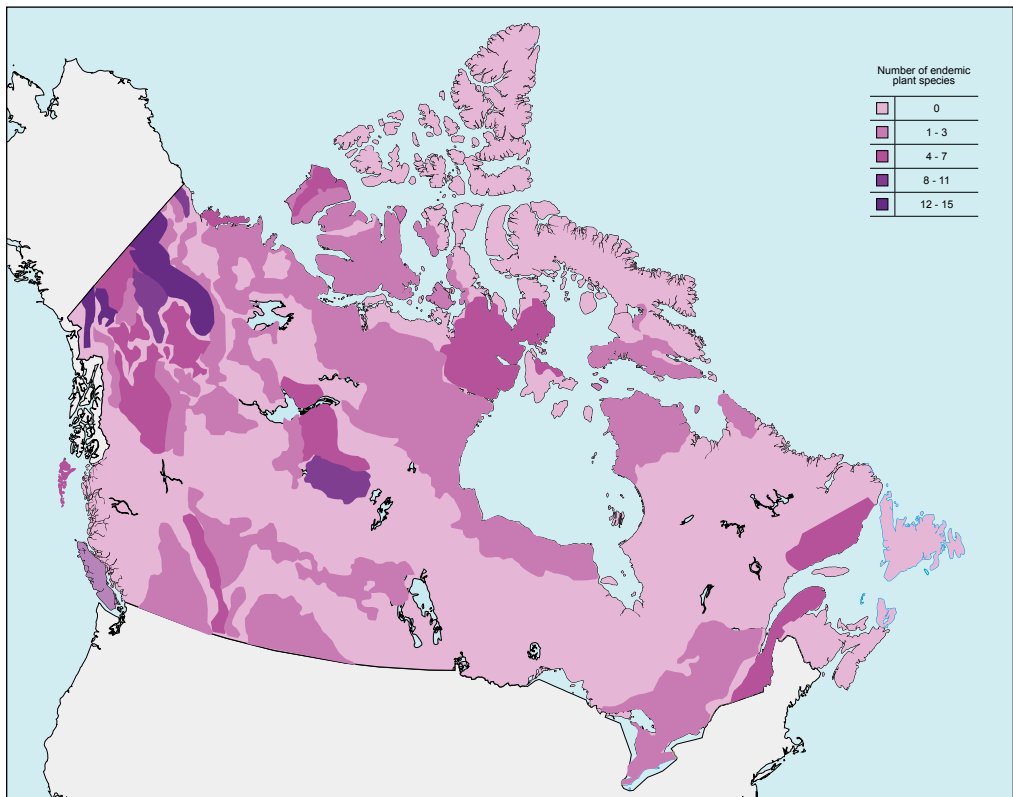 Number of endemic
plant species
0
1 - 3
4 - 7
8 - 11
12 - 15